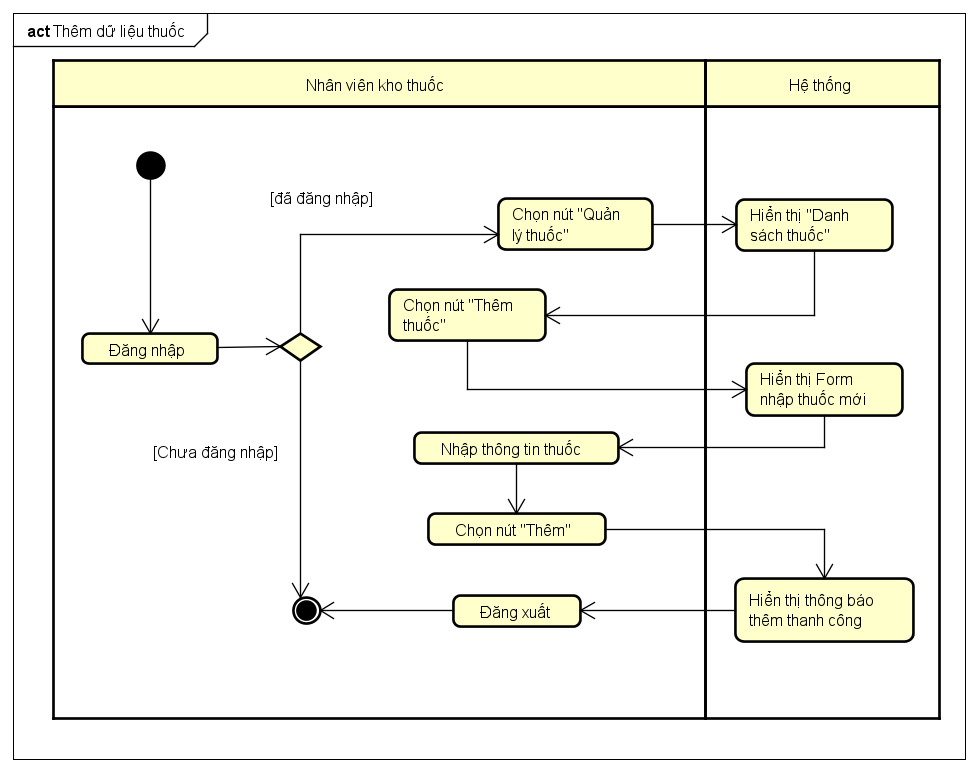 act Thêm dữ liệu thuốc
Nhân viên kho thuốc
Hệ thống
[đã đăng nhập]
Chọn nút "Quản
lý thuốc"
Hiển thị "Danh
sách thuốc"
Chọn nút "Thêm
thuốc"
Đăng nhập
Hiển thị Form
nhập thuốc mới
[Chưa đăng nhập]
Nhập thông tin thuốc
Chọn nút "Thêm"
Hiển thị thông báo
thêm thanh công
Đăng xuất